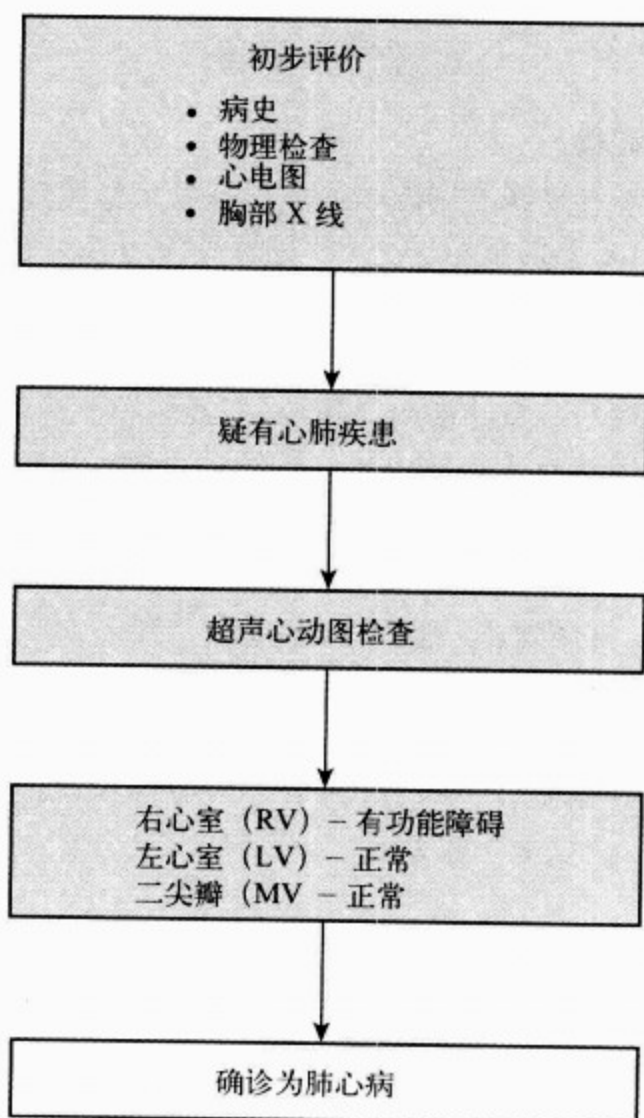 初步评价
• 病史
• 物理检查
• 心电图
• 胸部 X 线
疑有心肺疾患
超声心动图检查
右心室（RV）– 有功能障碍
左心室（LV）– 正常
二尖瓣（MV – 正常
确诊为肺心病